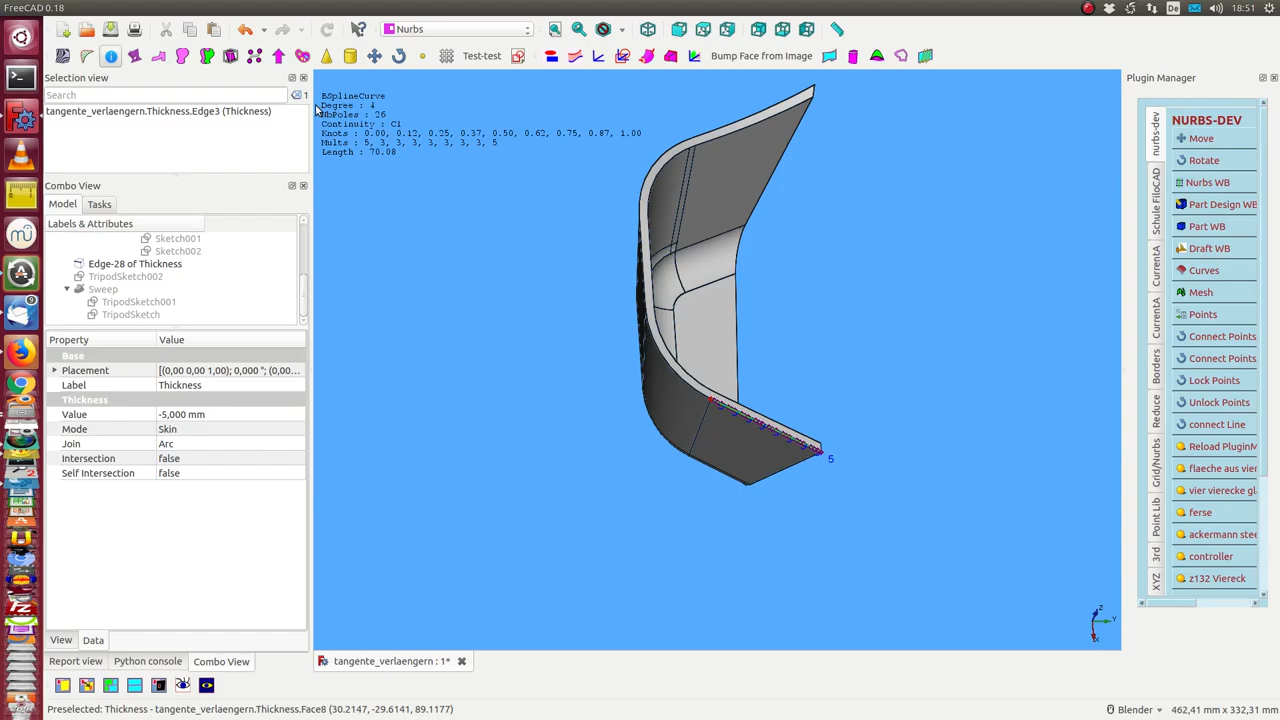 FreeCAD 0.18
De
18:51
Nurbs
Test-test
Bump Face from Image
Selection view
Search
1
tangente_verlaengern.Thickness.Edge3 (Thickness)
Combo View
Model
Tasks
Labels & Attributes
Sketch001
Sketch002
Edge-28 of Thickness
TripodSketch002
Sweep
TripodSketch001
TripodSketch
Property
Value
Base
Placement
[(0,00 0,00 1,00); 0,000 °; (0,00...
Label
Thickness
Thickness
Value
-5,000 mm
Mode
Skin
Join
Arc
Intersection
false
Self Intersection
false
View
Data
Report view
Python console
Combo View
BSplineCurve
Degree : 4
NbPoles : 26
Continuity : C1
Knots : 0.00, 0.12, 0.25, 0.37, 0.50, 0.62, 0.75, 0.87, 1.00
Mults : 5, 3, 3, 3, 3, 3, 3, 3, 5
Length : 70.08
5
Z
Y
X
tangente_verlaengern : 1*
Plugin Manager
nurbs-dev
Schule FiloCAD
CurrentA
CurrentA
Borders
Reduce
Grid/Nurbs
Point Lib
3rd
XYZ
NURBS-DEV
Move
Rotate
Nurbs WB
Part Design WB
Part WB
Draft WB
Curves
Mesh
Points
Connect Points
Connect Points
Lock Points
Unlock Points
connect Line
Reload PluginM
flaeche aus vier
vier vierecke gl
ferse
ackermann stee
controller
z132 Viereck
Preselected: Thickness - tangente_verlaengern.Thickness.Face8 (30.2147, -29.6141, 89.1177)
Blender
462,41 mm x 332,31 mm